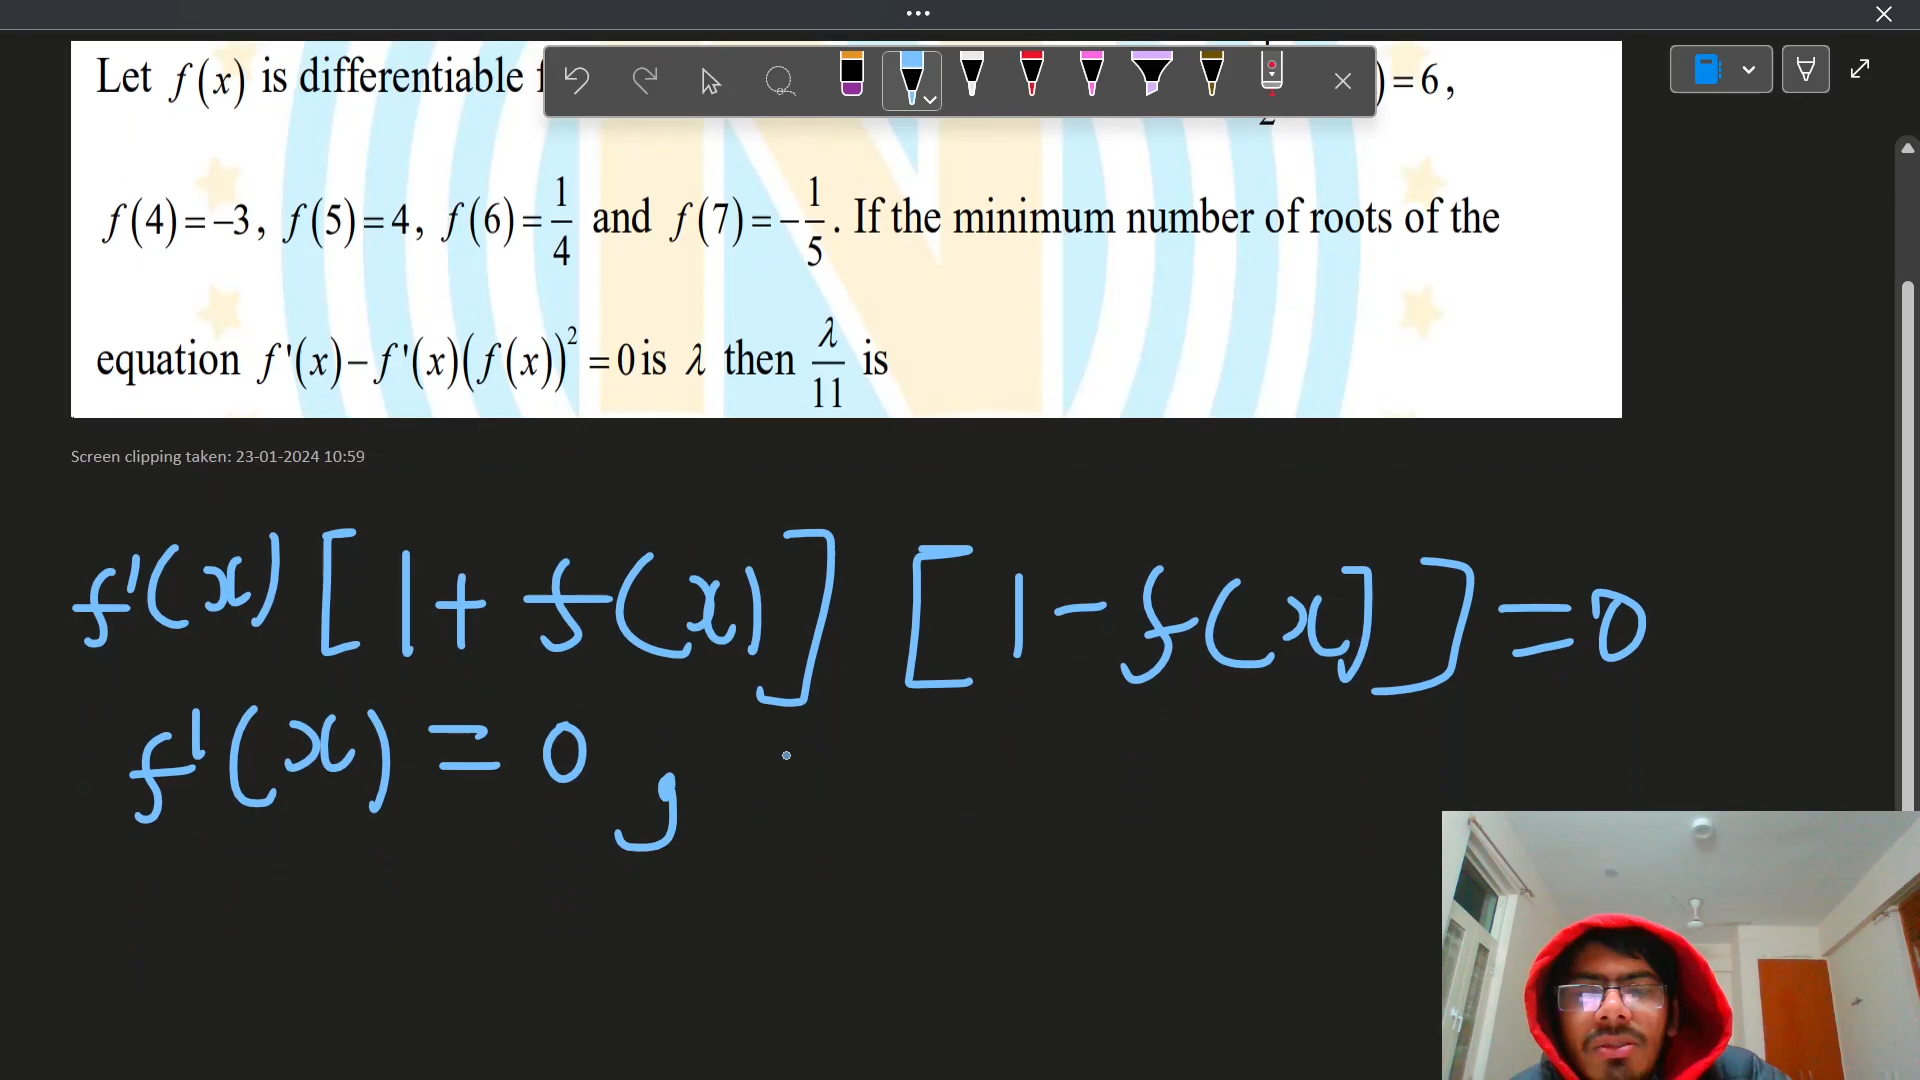 Let f(x) is differentiable f )=6,
2
f(4)=-3, f(5)=4, f(6)=1/4 and f(7)=-1/5. If the minimum number of roots of the
equation f'(x)-f'(x)(f(x))²=0 is λ then λ/11 is
Screen clipping taken: 23-01-2024 10:59
f'(x) [1+f(x)] [1-f(x)]=0
f'(x) = 0,